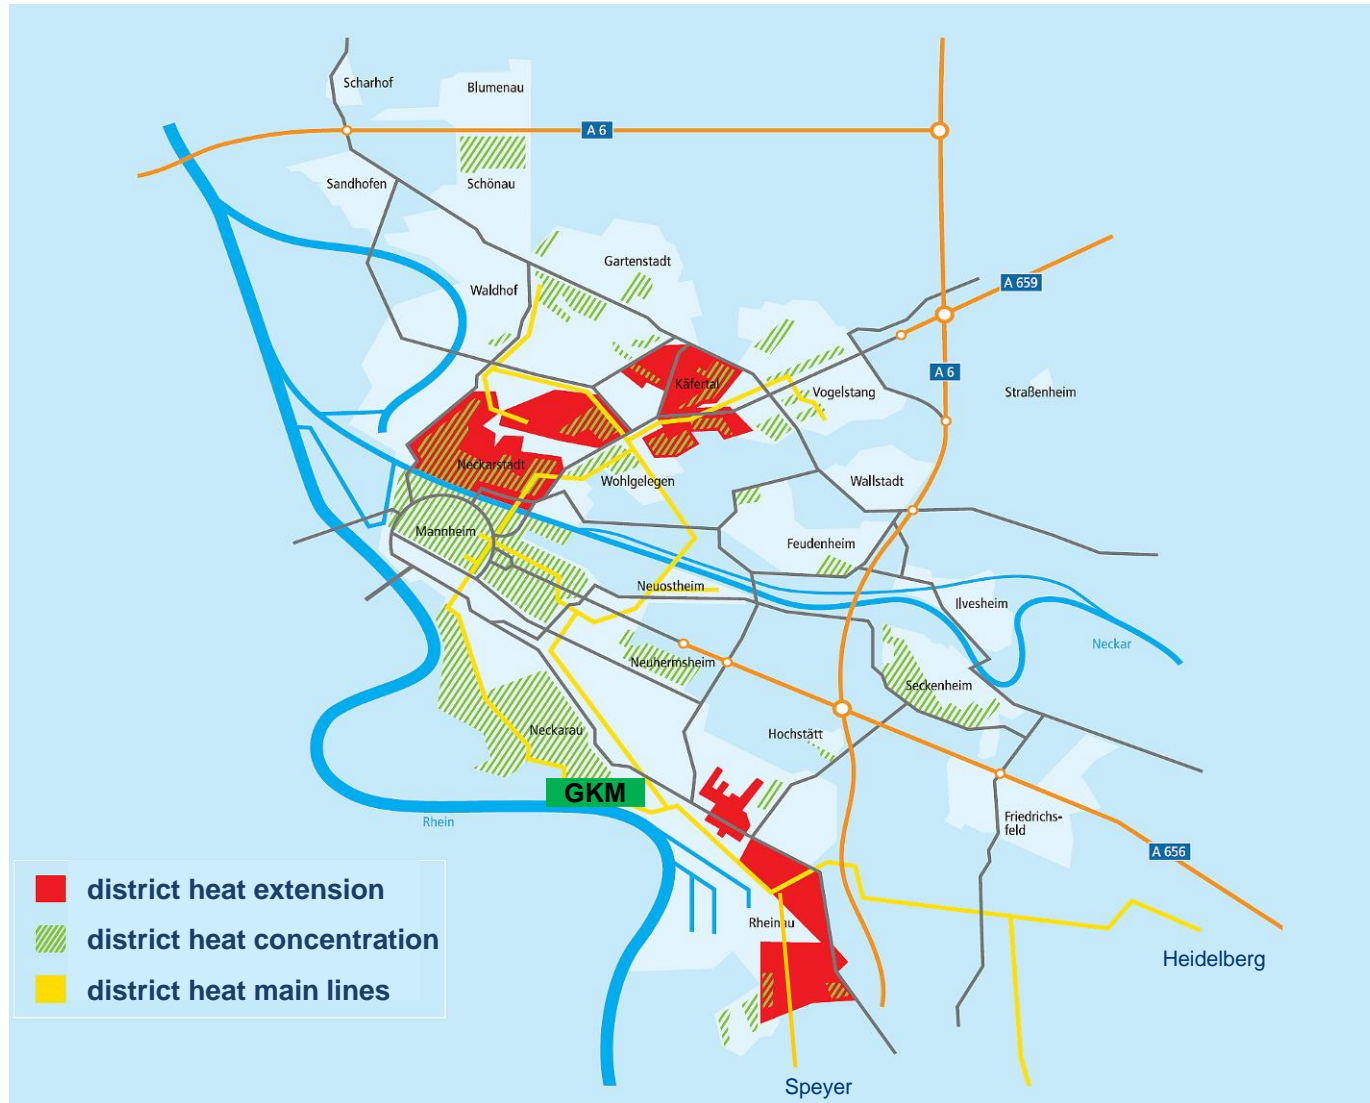 Scharhof
Blumenau
A 6
Sandhofen
Schönau
Gartenstadt
Waldhof
A 659
A 6
Käfertal
Vogelstang
Straßenheim
Neckarstadt
Wohlgelegen
Wallstadt
Mannheim
Feudenheim
Neuostheim
Ilvesheim
Neckar
Neuhermsheim
Seckenheim
Neckarau
Hochstätt
GKM
Rhein
Friedrichs-
feld
A 656
district heat extension
Rheinau
district heat concentration
Heidelberg
district heat main lines
Speyer